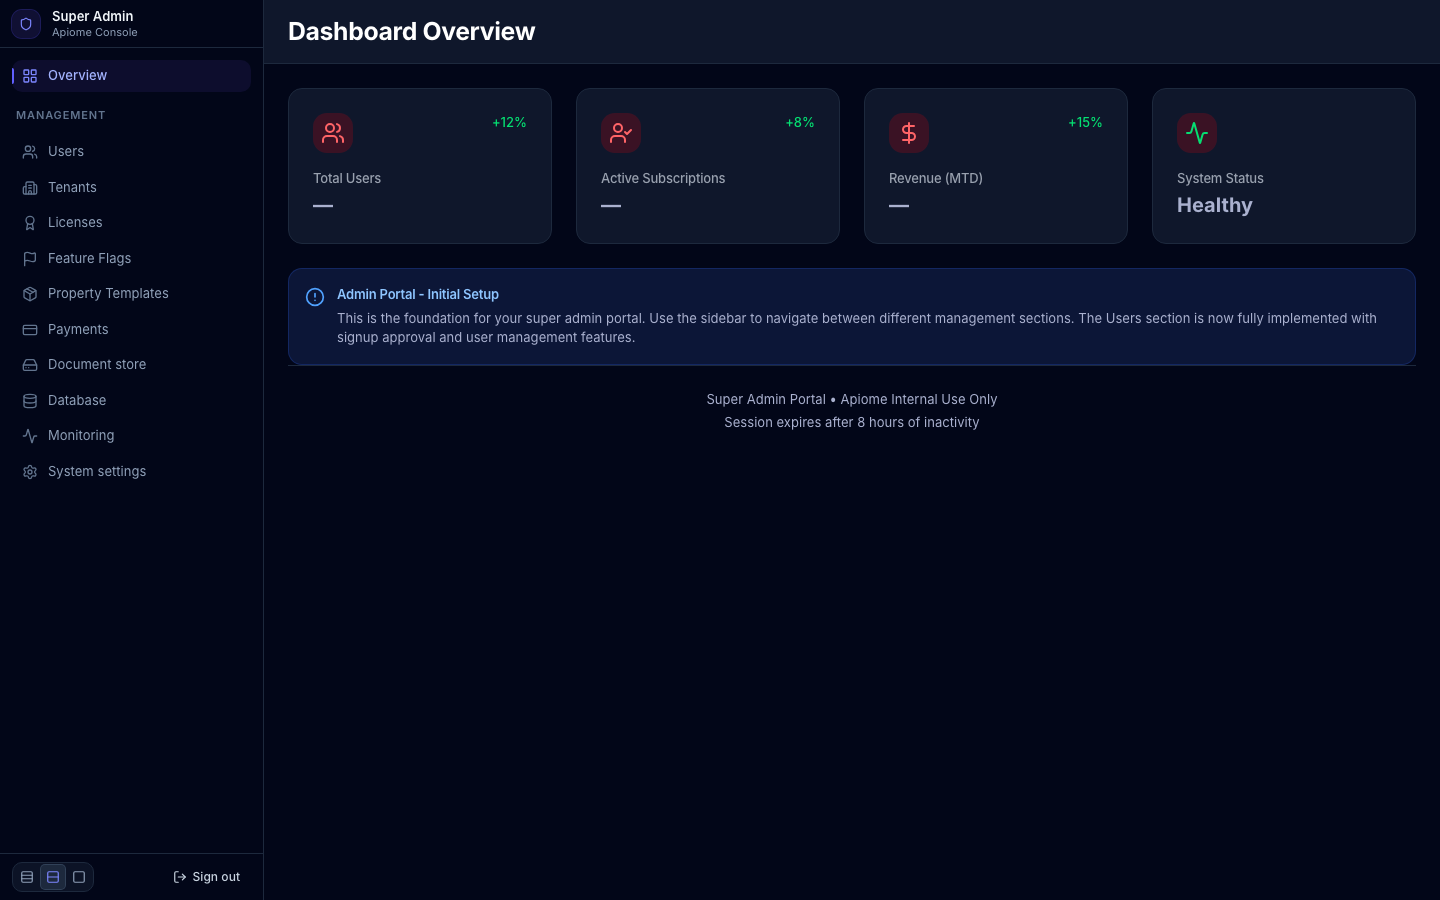 Super Admin
Apiome Console
Overview
MANAGEMENT
Users
Tenants
Licenses
Feature Flags
Property Templates
Payments
Document store
Database
Monitoring
System settings
Sign out
Dashboard Overview
+12%
Total Users
—
+8%
Active Subscriptions
—
+15%
Revenue (MTD)
—
System Status
Healthy
Admin Portal - Initial Setup
This is the foundation for your super admin portal. Use the sidebar to navigate between different management sections. The Users section is now fully implemented with
signup approval and user management features.
Super Admin Portal • Apiome Internal Use Only
Session expires after 8 hours of inactivity